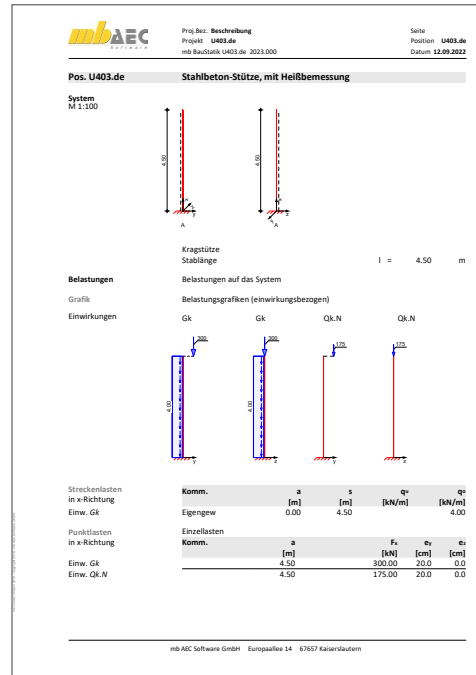 mb AEC
Software
Proj.Bez. Beschreibung
Projekt U403.de
mb BauStatik U403.de 2023.000
Seite
Position U403.de
Datum 12.09.2022
Pos. U403.de Stahlbeton-Stütze, mit Heißbemessung
System
M 1:100
4.50 4.50
x x
y z
A A
Kragstütze
Stablänge l = 4.50 m
Belastungen Belastungen auf das System
Grafik Belastungsgrafiken (einwirkungsbezogen)
Einwirkungen Gk Gk Qk.N Qk.N
300 300 175 175
4.00 4.00
y z y z
Streckenlasten Komm. a s qu qo
in x-Richtung [m] [m] [kN/m] [kN/m]
Einw. Gk Eigengew 0.00 4.50 4.00
Punktlasten Einzellasten
in x-Richtung Komm. a Fx ey ez
[m] [kN] [cm] [cm]
Einw. Gk 4.50 300.00 20.0 0.0
Einw. Qk.N 4.50 175.00 20.0 0.0
mb AEC Software GmbH Europaallee 14 67657 Kaiserslautern